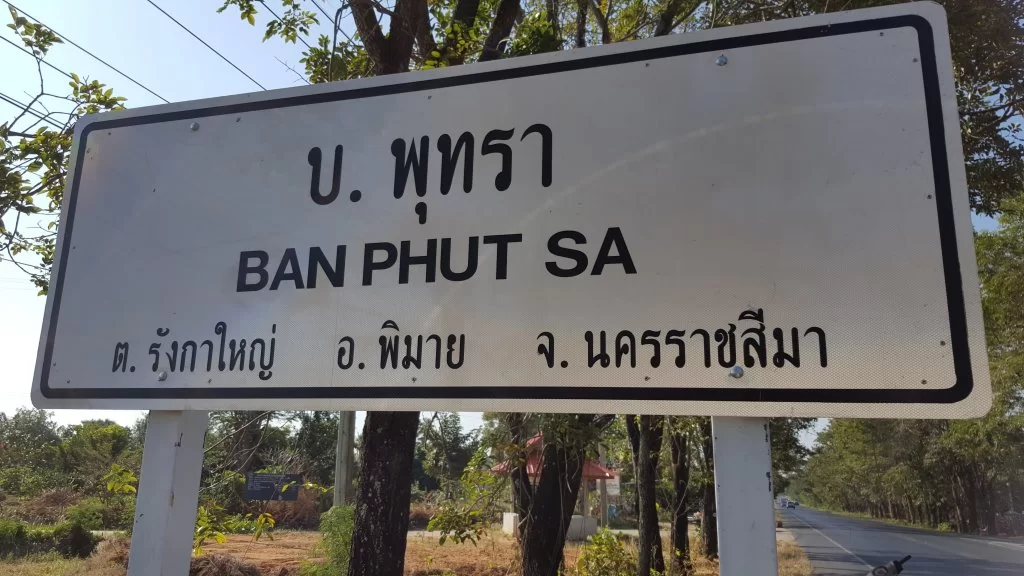 บ. พุทรา
BAN PHUT SA
ต. รังกาใหญ่ อ. พิมาย จ. นครราชสีมา